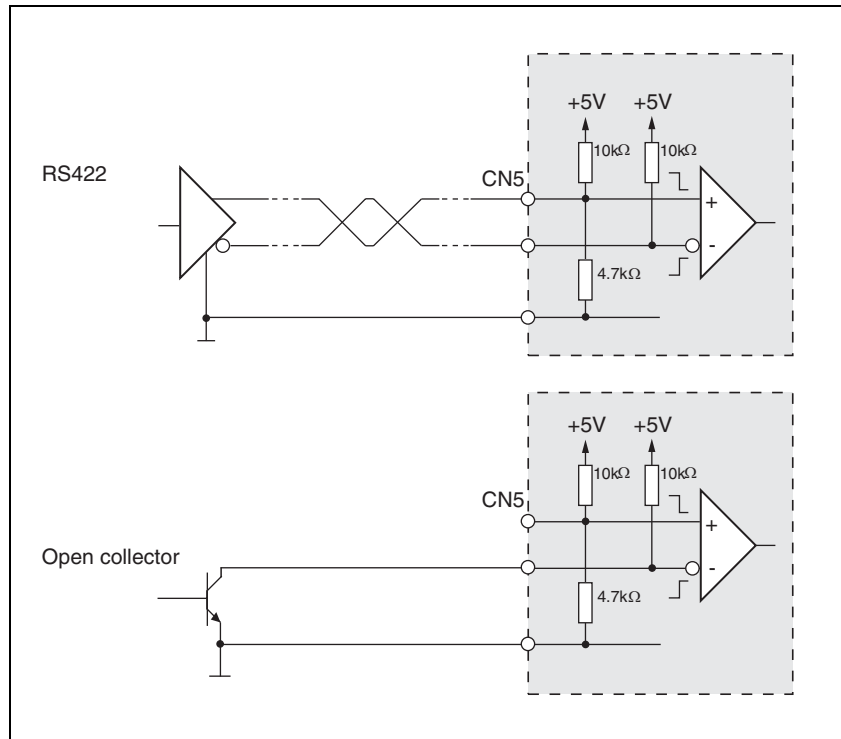 +5V +5V
10kΩ 10kΩ
RS422
CN5
+
-
4.7kΩ
+5V +5V
10kΩ 10kΩ
CN5
+
Open collector
-
4.7kΩ